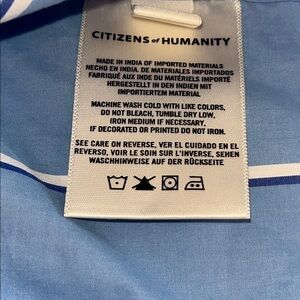 CITIZENS of HUMANITY
MADE IN INDIA OF IMPORTED MATERIALS
HECHO EN INDIA. DE MATERIALES IMPORTADOS
FABRIQUÉ AUX INDE DU MATÉRIELS IMPORTÉ
HERGESTELLT IN DEN INDIEN MIT
IMPORTIERTEM MATERIAL
MACHINE WASH COLD WITH LIKE COLORS,
DO NOT BLEACH, TUMBLE DRY LOW,
IRON MEDIUM IF NECESSARY.
IF DECORATED OR PRINTED DO NOT IRON.
SEE CARE ON REVERSE, VER EL CUIDADO EN EL
REVERSO, VOIR LE SOIN SUR L'INVERSE, SEHEN
WASCHHINWEISE AUF DER RÜCKSEITE